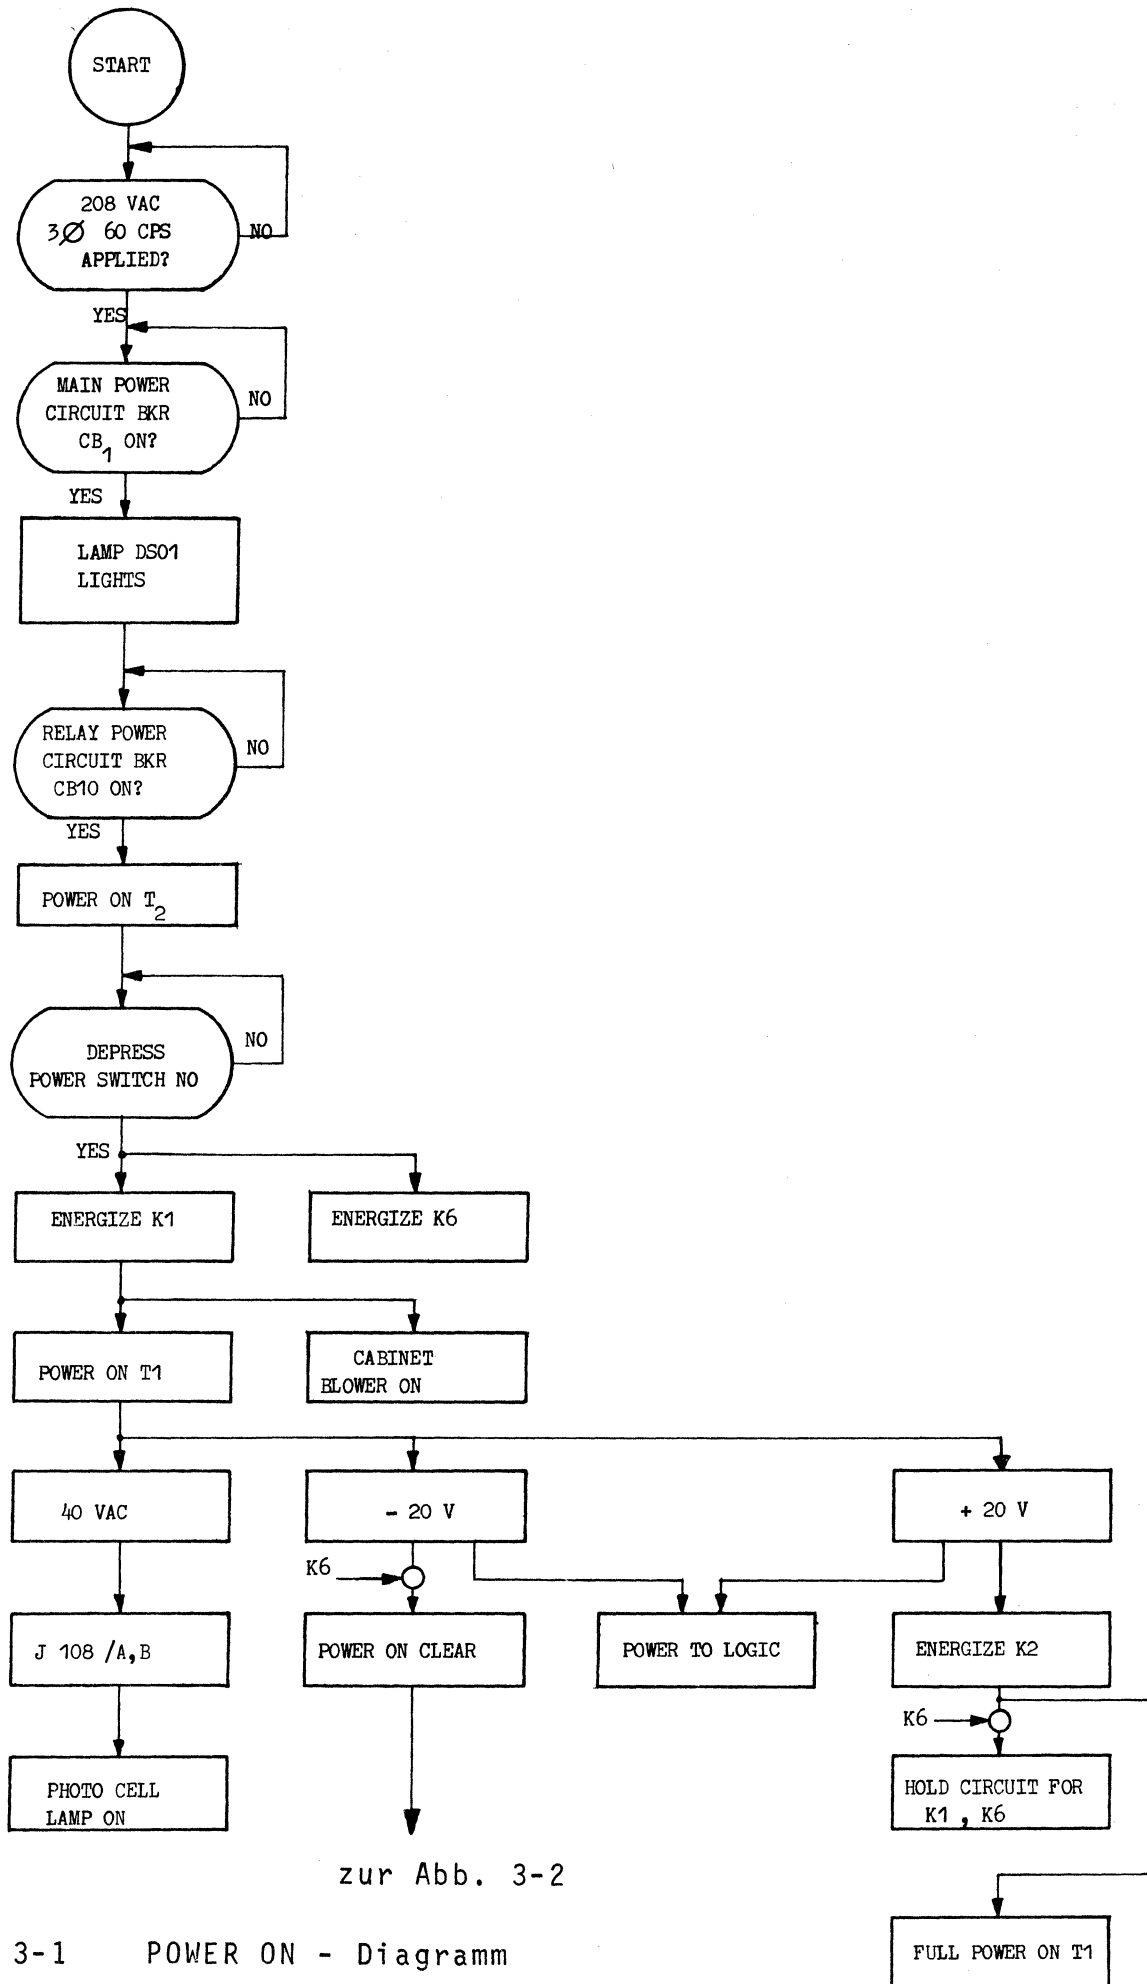 START
208 VAC
3Ø 60 CPS
APPLIED?
NO
YES
MAIN POWER
CIRCUIT BKR
CB1 ON?
NO
YES
LAMP DS01
LIGHTS
RELAY POWER
CIRCUIT BKR
CB10 ON?
NO
YES
POWER ON T2
DEPRESS
POWER SWITCH NO
NO
YES
ENERGIZE K1
ENERGIZE K6
POWER ON T1
CABINET
BLOWER ON
40 VAC
- 20 V
+ 20 V
K6
J 108 /A,B
POWER ON CLEAR
POWER TO LOGIC
ENERGIZE K2
K6
PHOTO CELL
LAMP ON
HOLD CIRCUIT FOR
K1 , K6
zur Abb. 3-2
FULL POWER ON T1
3-1 POWER ON - Diagramm